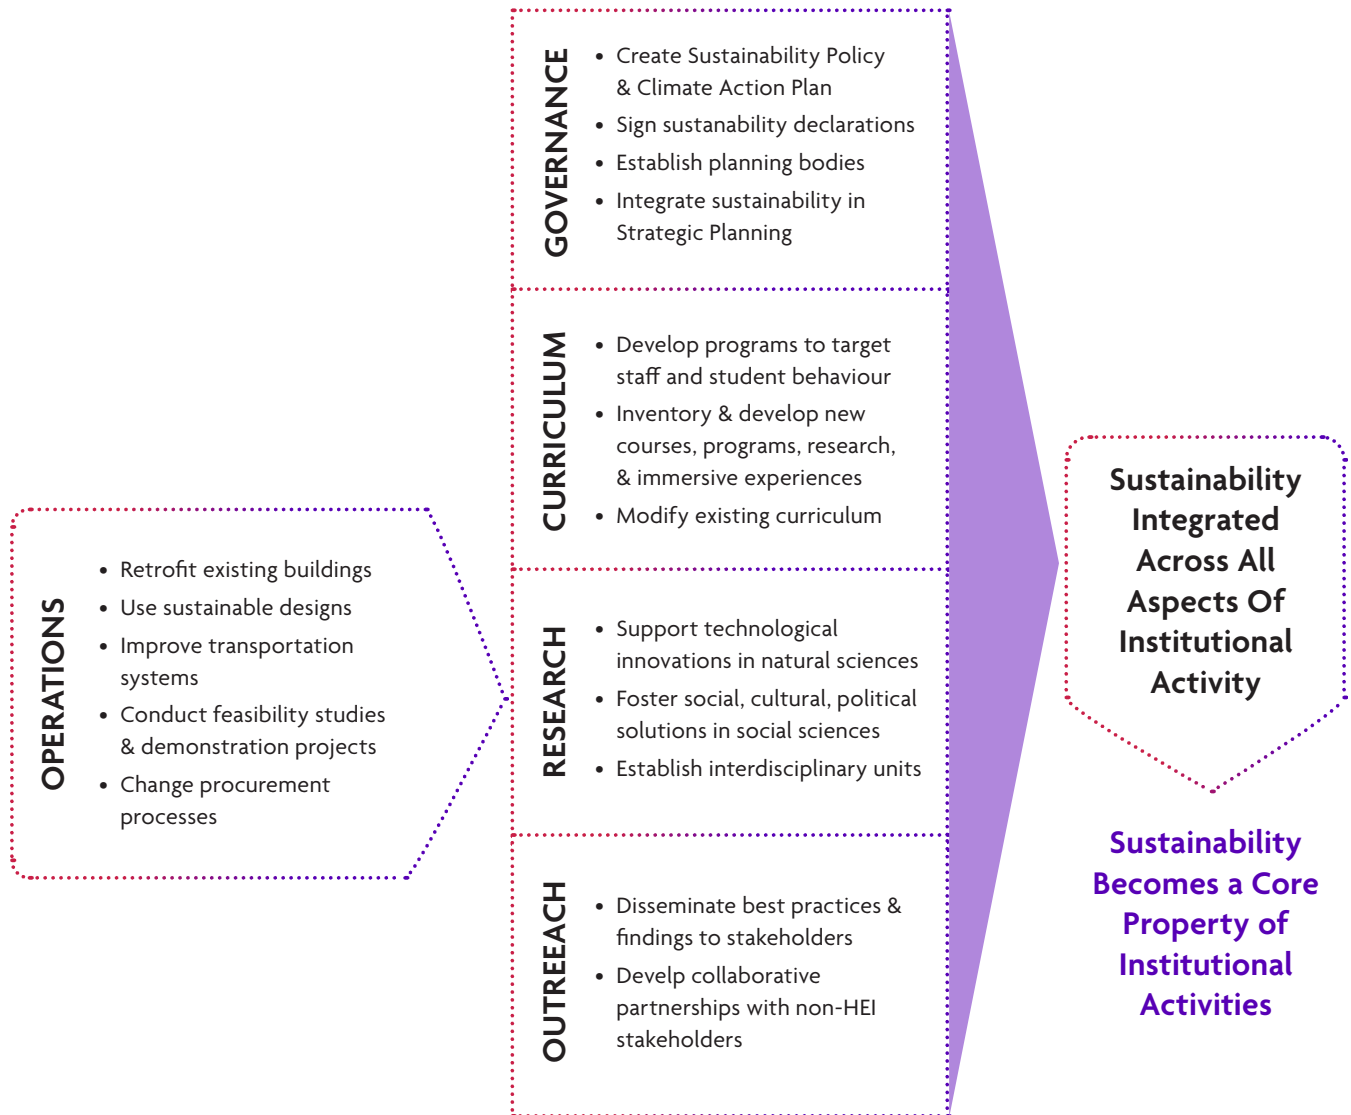 OPERATIONS
• Retrofit existing buildings
• Use sustainable designs
• Improve transportation
systems
• Conduct feasibility studies
& demonstration projects
• Change procurement
processes
GOVERNANCE
• Create Sustainability Policy
& Climate Action Plan
• Sign sustanability declarations
• Establish planning bodies
• Integrate sustainability in
Strategic Planning
CURRICULUM
• Develop programs to target
staff and student behaviour
• Inventory & develop new
courses, programs, research,
& immersive experiences
• Modify existing curriculum
RESEARCH
• Support technological
innovations in natural sciences
• Foster social, cultural, political
solutions in social sciences
• Establish interdisciplinary units
OUTREEACH
• Disseminate best practices &
findings to stakeholders
• Develp collaborative
partnerships with non-HEI
stakeholders
Sustainability
Integrated
Across All
Aspects Of
Institutional
Activity
Sustainability
Becomes a Core
Property of
Institutional
Activities